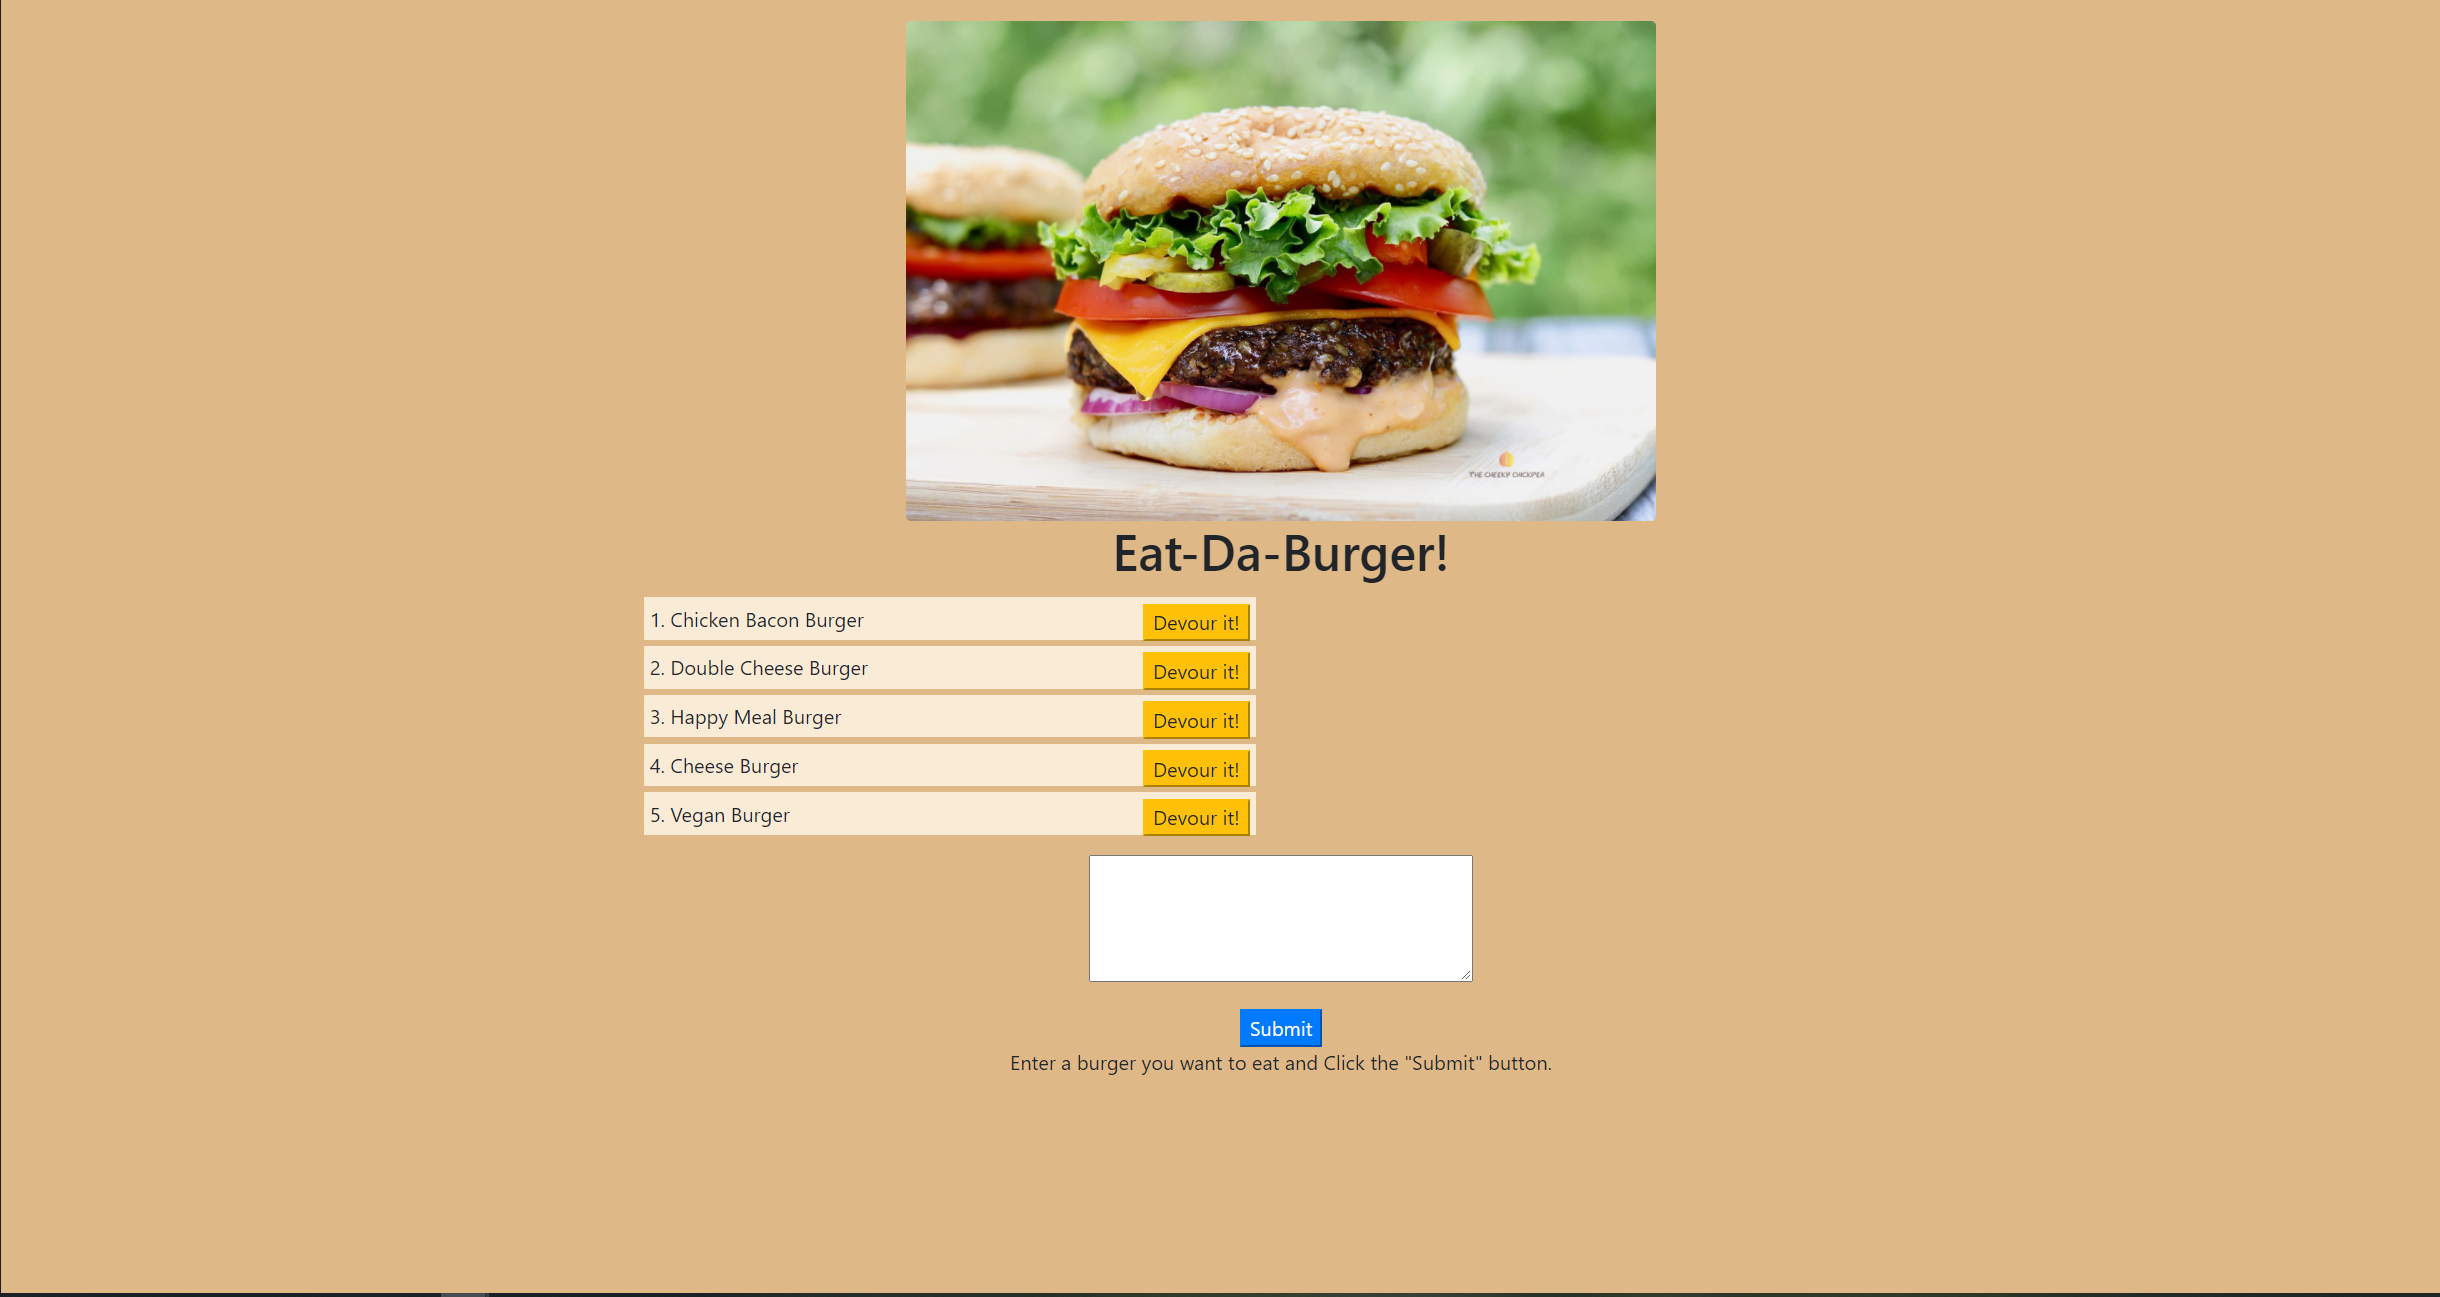 THE CHEEKY CHICKPEA
Eat-Da-Burger!
1. Chicken Bacon Burger Devour it!
2. Double Cheese Burger Devour it!
3. Happy Meal Burger Devour it!
4. Cheese Burger Devour it!
5. Vegan Burger Devour it!
Submit
Enter a burger you want to eat and Click the "Submit" button.